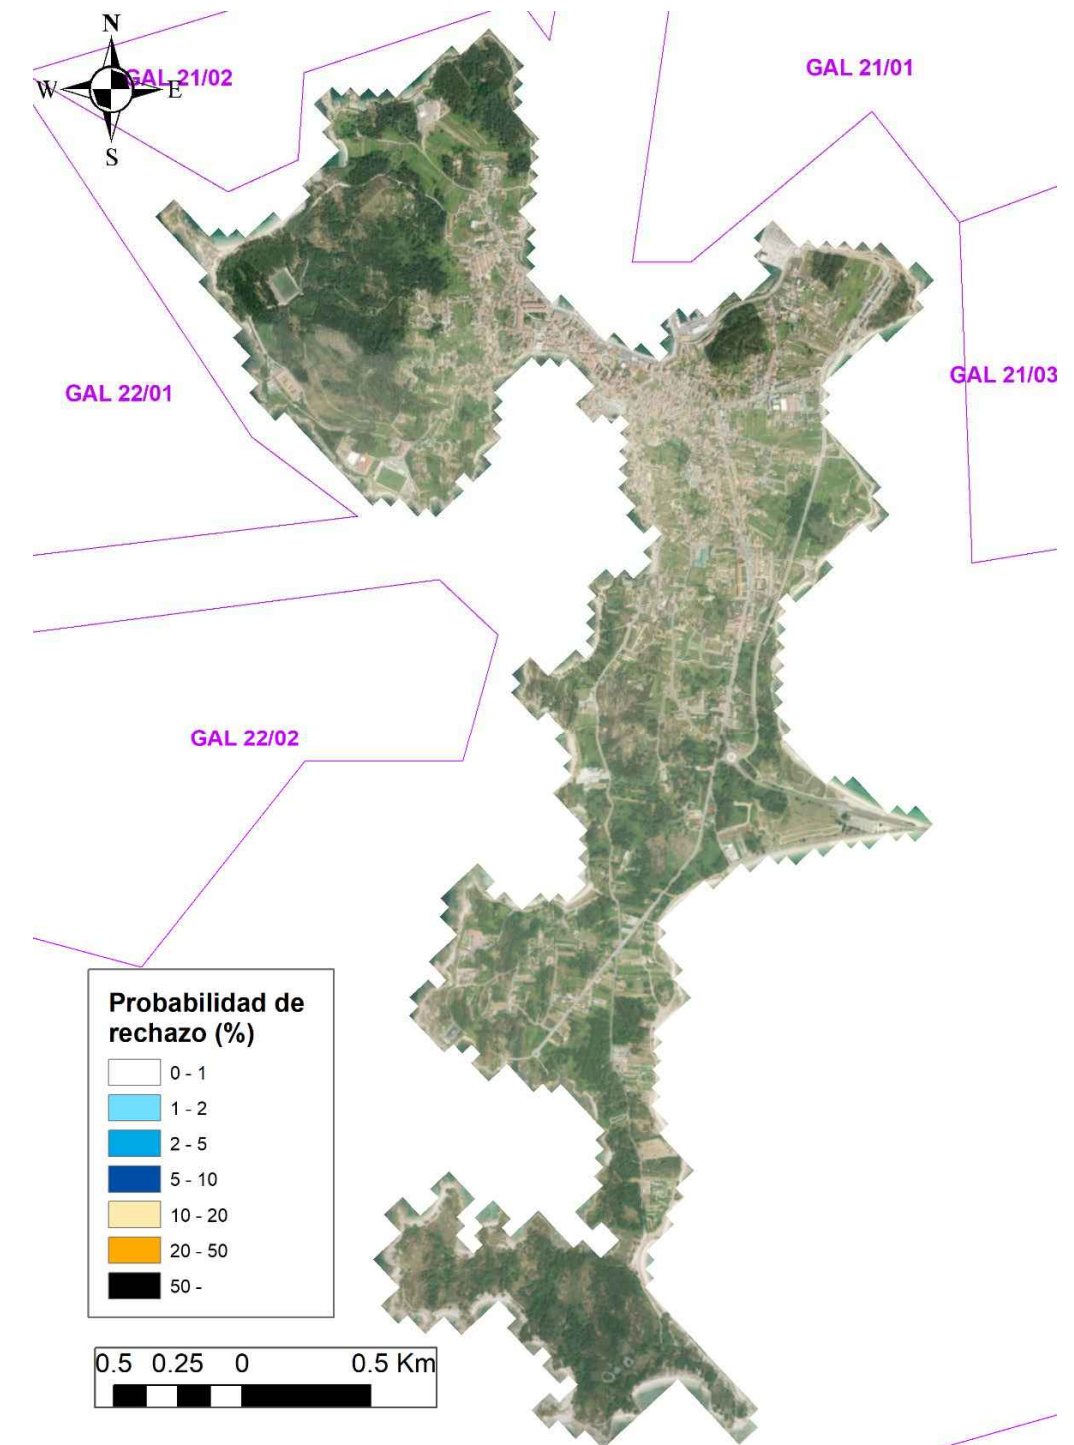 N
W
E
S
GAL 21/02
GAL 21/01
GAL 22/01
GAL 21/03
GAL 22/02
Probabilidad de
rechazo (%)
0 - 1
1 - 2
2 - 5
5 - 10
10 - 20
20 - 50
50 -
0.5 0.25 0 0.5 Km